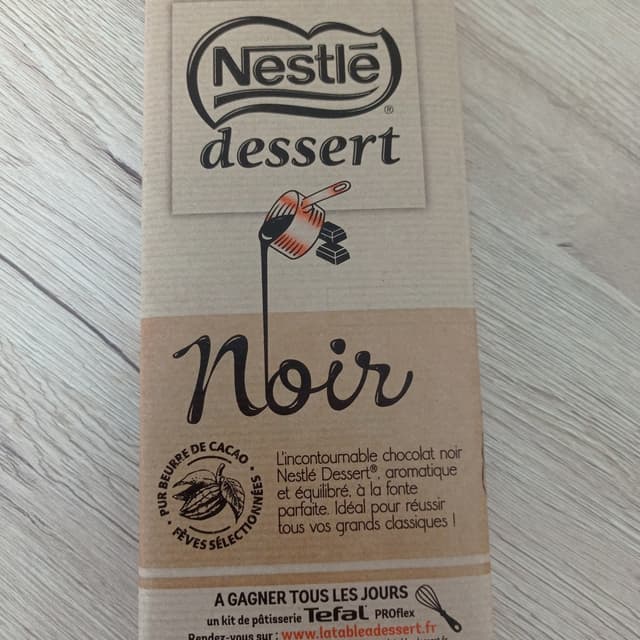 Nestlé
®
dessert
Noir
PUR BEURRE DE CACAO
FÈVES SÉLECTIONNÉES
L'incontournable chocolat noir
Nestlé Dessert®, aromatique
et équilibré, à la fonte
parfaite. Idéal pour réussir
tous vos grands classiques !
A GAGNER TOUS LES JOURS
un kit de pâtisserie Tefal PROflex
Rendez-vous sur : www.latableadessert.fr